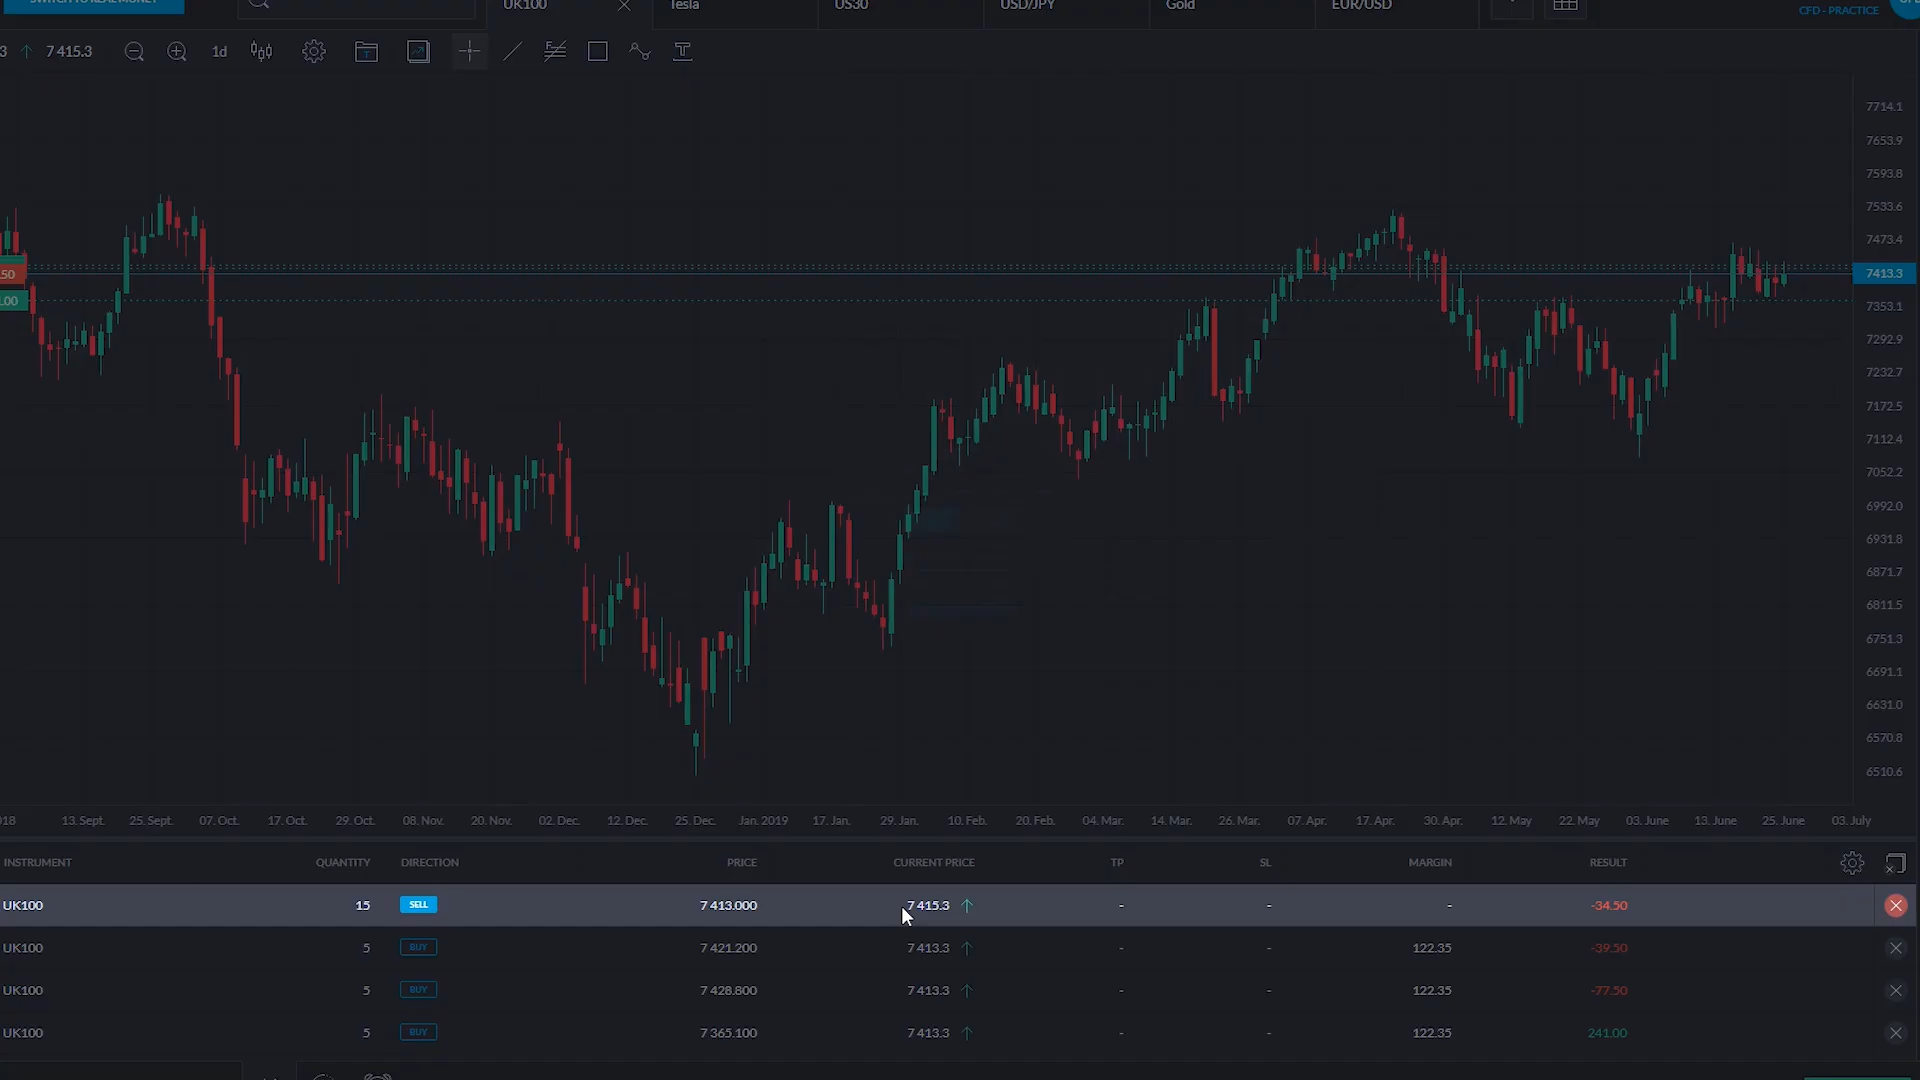 SWITCH TO REAL MONEY
UK100
Tesla
US30
USD/JPY
Gold
EUR/USD
CFD - PRACTICE
3 ↑ 7 415.3
1d
7714.1
7653.9
7593.8
7533.6
7473.4
7413.3
7353.1
7292.9
7232.7
7172.5
7112.4
7052.2
6992.0
6931.8
6871.7
6811.5
6751.3
6691.1
6631.0
6570.8
6510.6
.50
.00
018 13. Sept. 25. Sept. 07. Oct. 17. Oct. 29. Oct. 08. Nov. 20. Nov. 02. Dec. 12. Dec. 25. Dec. Jan. 2019 17. Jan. 29. Jan. 10. Feb. 20. Feb. 04. Mar. 14. Mar. 26. Mar. 07. Apr. 17. Apr. 30. Apr. 12. May 22. May 03. June 13. June 25. June 03. July
INSTRUMENT QUANTITY DIRECTION PRICE CURRENT PRICE TP SL MARGIN RESULT
UK100 15 SELL 7 413.000 7 415.3 ↑ - - - -34.50
UK100 5 BUY 7 421.200 7 413.3 ↑ - - 122.35 -39.50
UK100 5 BUY 7 428.800 7 413.3 ↑ - - 122.35 -77.50
UK100 5 BUY 7 365.100 7 413.3 ↑ - - 122.35 241.00